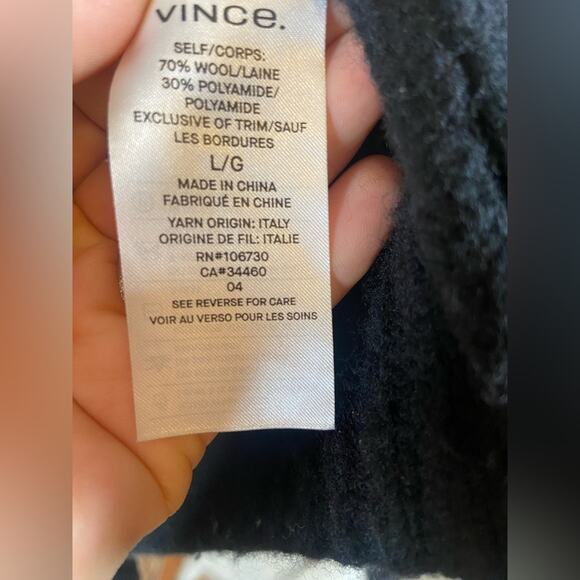 VINCE.
SELF/CORPS:
70% WOOL/LAINE
30% POLYAMIDE/
POLYAMIDE
EXCLUSIVE OF TRIM/SAUF
LES BORDURES
L/G
MADE IN CHINA
FABRIQUÉ EN CHINE
YARN ORIGIN: ITALY
ORIGINE DE FIL: ITALIE
RN#106730
CA#34460
04
SEE REVERSE FOR CARE
VOIR AU VERSO POUR LES SOINS